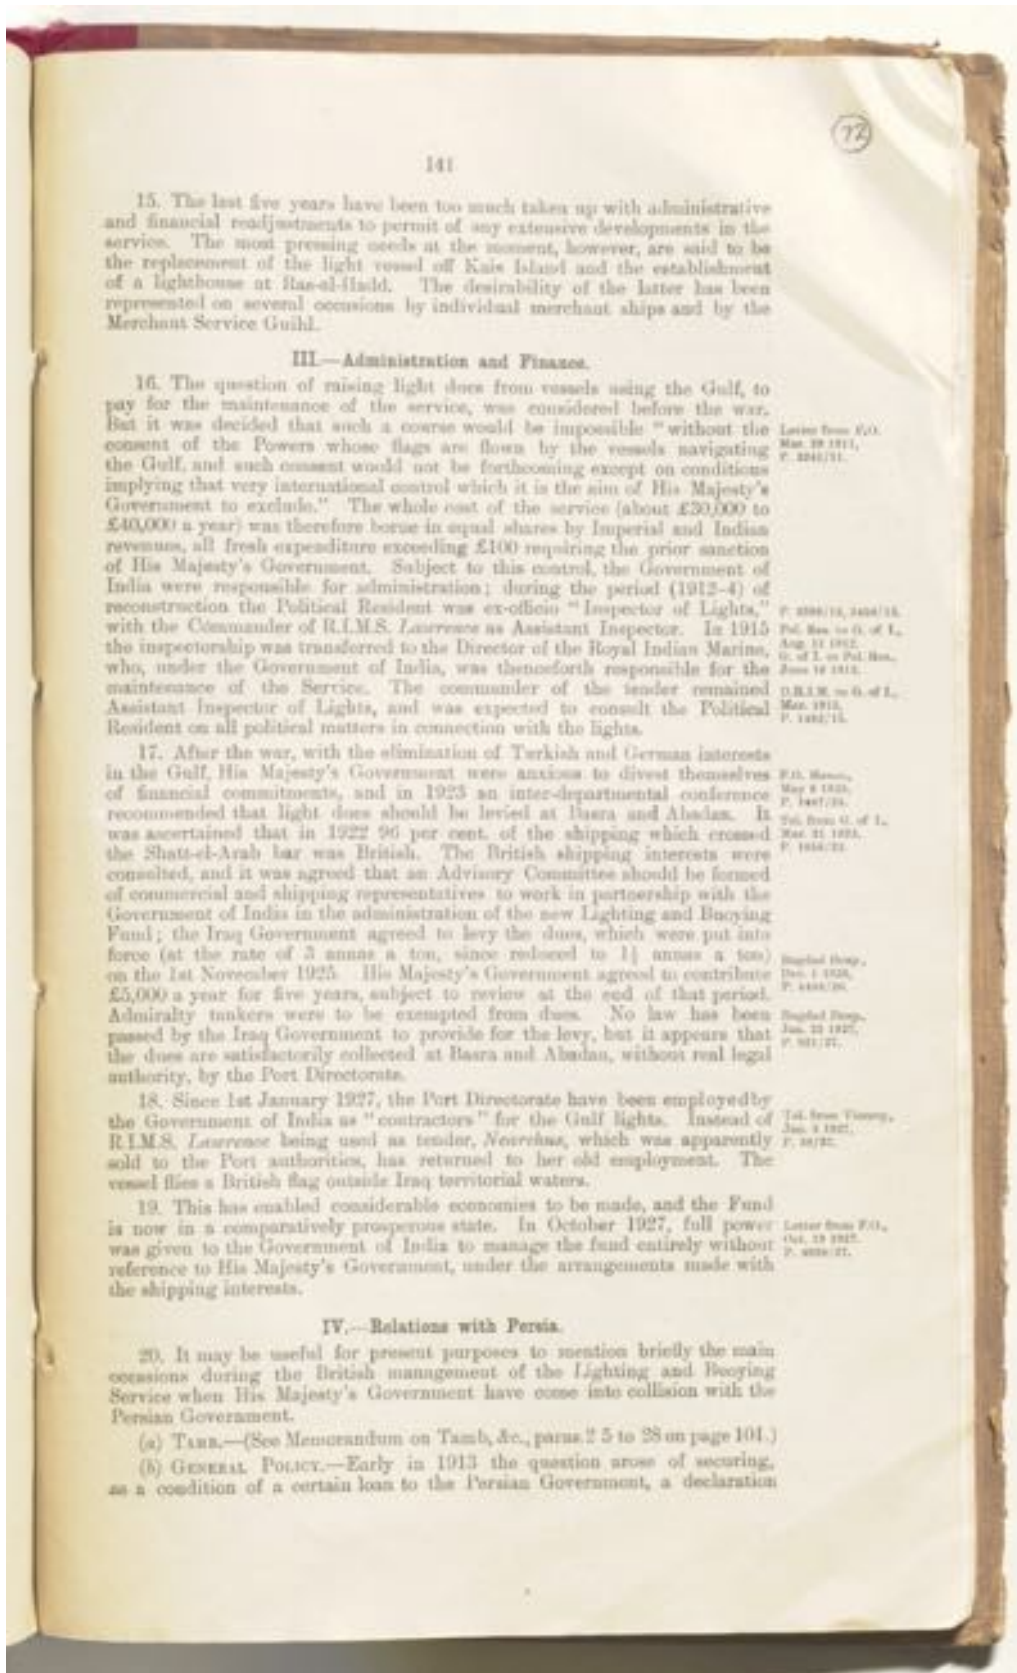 72
141
15. The last five years have been too much taken up with administrative
and financial readjustments to permit of any extensive developments in the
service. The most pressing needs at the moment, however, are said to be
the replacement of the light vessel off Kais Island and the establishment
of a lighthouse at Ras-el-Hadd. The desirability of the latter has been
represented on several occasions by individual merchant ships and by the
Merchant Service Guild.
III.—Administration and Finance.
16. The question of raising light dues from vessels using the Gulf, to
pay for the maintenance of the service, was considered before the war.
But it was decided that such a course would be impossible "without the
consent of the Powers whose flags are flown by the vessels navigating
the Gulf, and such consent would not be forthcoming except on conditions
implying that very international control which it is the aim of His Majesty's
Government to exclude." The whole cost of the service (about £30,000 to
£40,000 a year) was therefore borne in equal shares by Imperial and Indian
revenues, all fresh expenditure exceeding £100 requiring the prior sanction
of His Majesty's Government. Subject to this control, the Government of
India were responsible for administration; during the period (1912-4) of
reconstruction the Political Resident was ex-officio "Inspector of Lights,"
with the Commander of R.I.M.S. Lawrence as Assistant Inspector. In 1915
the inspectorship was transferred to the Director of the Royal Indian Marine,
who, under the Government of India, was thenceforth responsible for the
maintenance of the Service. The commander of the tender remained
Assistant Inspector of Lights, and was expected to consult the Political
Resident on all political matters in connection with the lights.
Letter from F.O.
Pol. Res. to G. of I.,
G. of I. to Pol. Res.,
D.R.I.M. to G. of I.,
17. After the war, with the elimination of Turkish and German interests
in the Gulf, His Majesty's Government were anxious to divest themselves
of financial commitments, and in 1923 an inter-departmental conference
recommended that light dues should be levied at Basra and Abadan. It
was ascertained that in 1922 96 per cent. of the shipping which crossed
the Shatt-el-Arab bar was British. The British shipping interests were
consulted, and it was agreed that an Advisory Committee should be formed
of commercial and shipping representatives to work in partnership with the
Government of India in the administration of the new Lighting and Buoying
Fund; the Iraq Government agreed to levy the dues, which were put into
force (at the rate of 3 annas a ton, since reduced to 1½ annas a ton)
on the 1st November 1925. His Majesty's Government agreed to contribute
£5,000 a year for five years, subject to review at the end of that period.
Admiralty tankers were to be exempted from dues. No law has been
passed by the Iraq Government to provide for the levy, but it appears that
the dues are satisfactorily collected at Basra and Abadan, without real legal
authority, by the Port Directorate.
Tel. from G. of I.,
Bagdad Desp.,
Bagdad Desp.,
18. Since 1st January 1927, the Port Directorate have been employed by
the Government of India as "contractors" for the Gulf lights. Instead of
R.I.M.S. Lawrence being used as tender, Nearchus, which was apparently
sold to the Port authorities, has returned to her old employment. The
vessel flies a British flag outside Iraq territorial waters.
Tel. from Viceroy,
19. This has enabled considerable economies to be made, and the Fund
is now in a comparatively prosperous state. In October 1927, full power
was given to the Government of India to manage the fund entirely without
reference to His Majesty's Government, under the arrangements made with
the shipping interests.
Letter from F.O.,
IV.—Relations with Persia.
20. It may be useful for present purposes to mention briefly the main
occasions during the British management of the Lighting and Buoying
Service when His Majesty's Government have come into collision with the
Persian Government.
(a) TAMB.—(See Memorandum on Tamb, &c., paras. 2 5 to 28 on page 101.)
(b) GENERAL POLICY.—Early in 1913 the question arose of securing,
as a condition of a certain loan to the Persian Government, a declaration